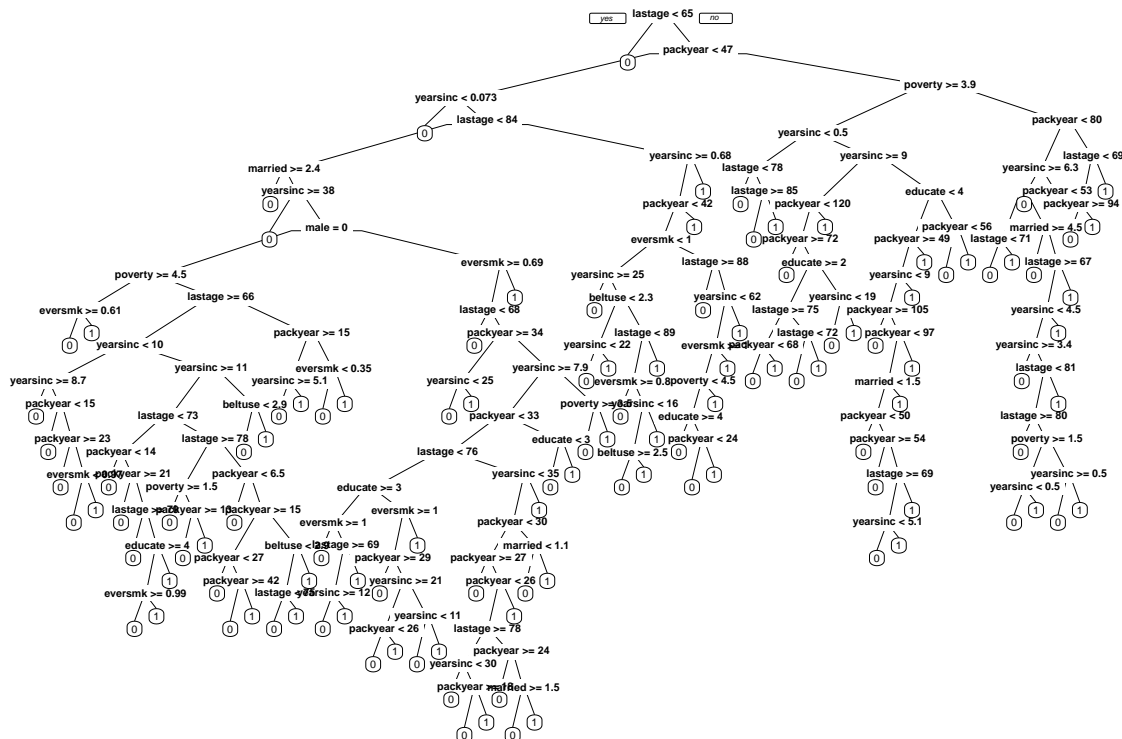 yes
lastage < 65
no
0
packyear < 47
yearsinc < 0.073
poverty >= 3.9
0
lastage < 84
packyear < 80
yearsinc < 0.5
married >= 2.4
yearsinc >= 0.68
lastage < 78
yearsinc >= 9
yearsinc >= 6.3
lastage < 69
0
yearsinc >= 38
packyear < 42
1
0
lastage >= 85
packyear < 120
educate < 4
0
packyear < 53
1
packyear >= 94
0
male = 0
eversmk < 1
1
0
1
packyear >= 72
1
packyear >= 49
packyear < 56
lastage < 71
married >= 4.5
0
1
poverty >= 4.5
lastage >= 66
eversmk >= 0.69
yearsinc >= 25
lastage >= 88
0
educate >= 2
yearsinc < 9
1
0
1
0
1
0
lastage >= 67
eversmk >= 0.61
1
lastage < 68
1
0
beltuse < 2.3
yearsinc < 62
1
lastage >= 75
yearsinc < 19
0
packyear >= 105
0
yearsinc < 4.5
1
0
1
yearsinc < 10
packyear >= 15
0
packyear >= 34
yearsinc < 22
lastage < 89
0
packyear < 68
lastage < 72
0
1
0
packyear < 97
yearsinc >= 3.4
1
yearsinc >= 8.7
yearsinc >= 11
yearsinc >= 5.1
eversmk < 0.35
yearsinc < 25
yearsinc >= 7.9
0
eversmk >= 0.8
1
poverty < 4.5
1
0
1
0
1
married < 1.5
1
0
lastage < 81
0
packyear < 15
lastage < 73
beltuse < 2.9
0
1
0
1
0
1
packyear < 33
0
yearsinc < 16
educate >= 4
1
packyear < 50
1
lastage >= 80
1
0
packyear >= 23
packyear < 14
lastage >= 78
0
1
lastage < 76
educate < 3
1
beltuse >= 2.5
1
0
packyear < 24
0
packyear >= 54
0
poverty >= 1.5
0
1
0
packyear < 6.5
educate >= 3
yearsinc < 35
0
1
0
1
0
1
0
lastage >= 69
0
yearsinc >= 0.5
0
1
poverty >= 1.5
0
packyear >= 15
eversmk >= 1
eversmk >= 1
packyear < 30
1
yearsinc < 5.1
1
yearsinc < 0.5
1
educate >= 4
1
0
1
packyear < 27
0
lastage >= 69
packyear >= 29
1
packyear >= 27
married < 1.1
0
1
0
1
0
1
eversmk >= 0.99
1
0
packyear >= 42
1
yearsinc >= 12
1
0
yearsinc >= 21
0
packyear < 26
0
1
0
1
0
1
0
1
0
1
packyear < 26
yearsinc < 11
lastage >= 78
1
0
1
0
1
yearsinc < 30
packyear >= 24
0
married >= 1.5
0
1
0
1